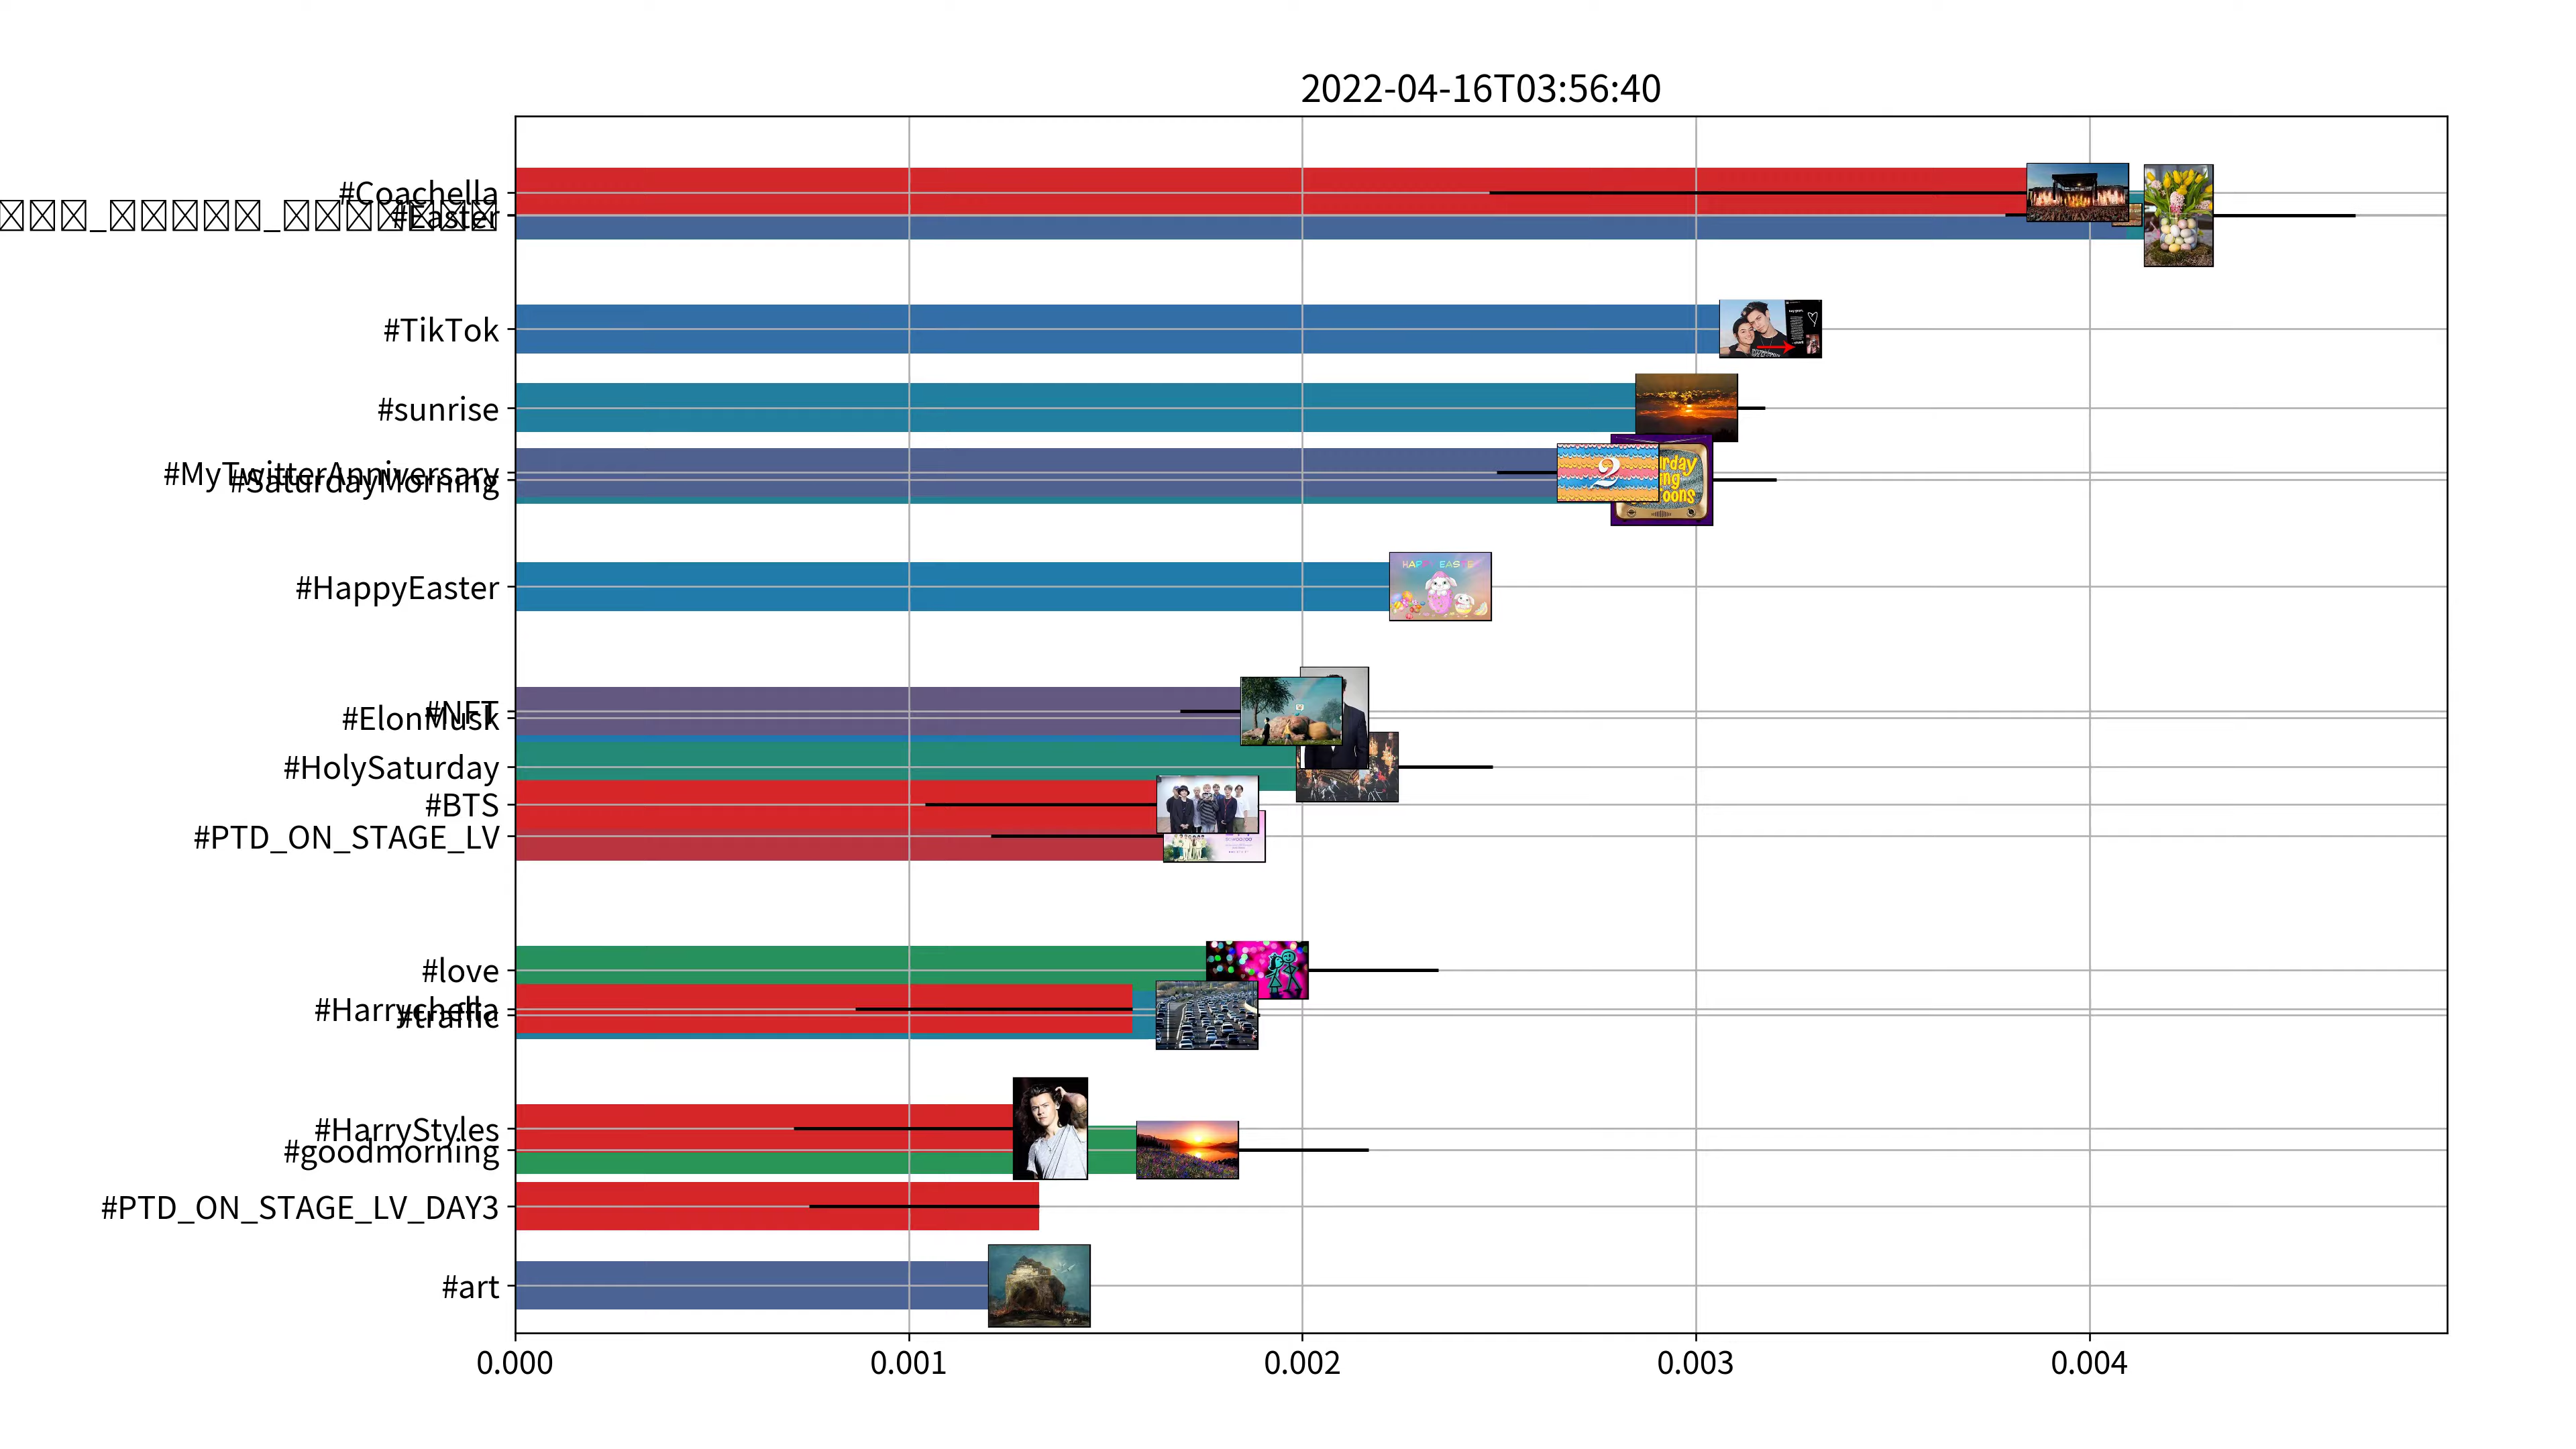 2022-04-16T03:56:40
#Coachella
#Easter
#TikTok
#sunrise
#MyTwitterAnniversary
#SaturdayMorning
2
#HappyEaster
#NFT
#ElonMusk
#HolySaturday
#BTS
#PTD_ON_STAGE_LV
#love
#Harrychella
#traffic
#HarryStyles
#goodmorning
#PTD_ON_STAGE_LV_DAY3
#art
0.000 0.001 0.002 0.003 0.004